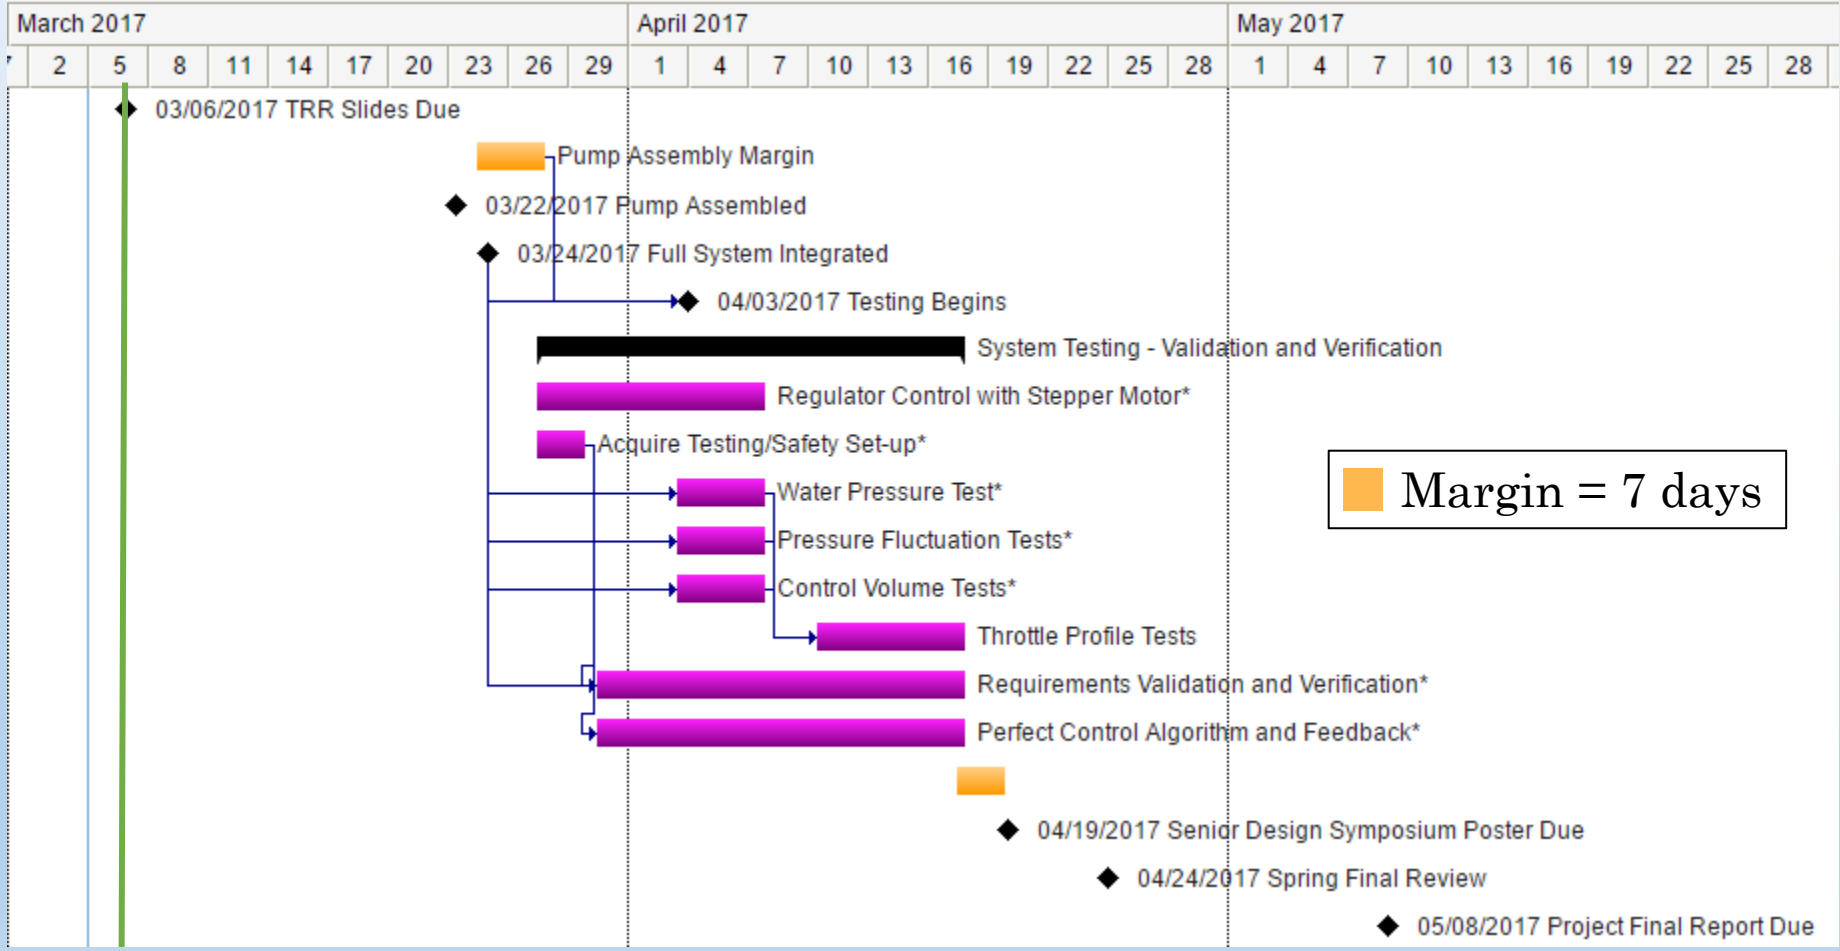 March 2017 April 2017 May 2017
2 5 8 11 14 17 20 23 26 29 1 4 7 10 13 16 19 22 25 28 1 4 7 10 13 16 19 22 25 28
03/06/2017 TRR Slides Due
Pump Assembly Margin
03/22/2017 Pump Assembled
03/24/2017 Full System Integrated
04/03/2017 Testing Begins
System Testing - Validation and Verification
Regulator Control with Stepper Motor*
Acquire Testing/Safety Set-up*
Water Pressure Test*
Margin = 7 days
Pressure Fluctuation Tests*
Control Volume Tests*
Throttle Profile Tests
Requirements Validation and Verification*
Perfect Control Algorithm and Feedback*
04/19/2017 Senior Design Symposium Poster Due
04/24/2017 Spring Final Review
05/08/2017 Project Final Report Due